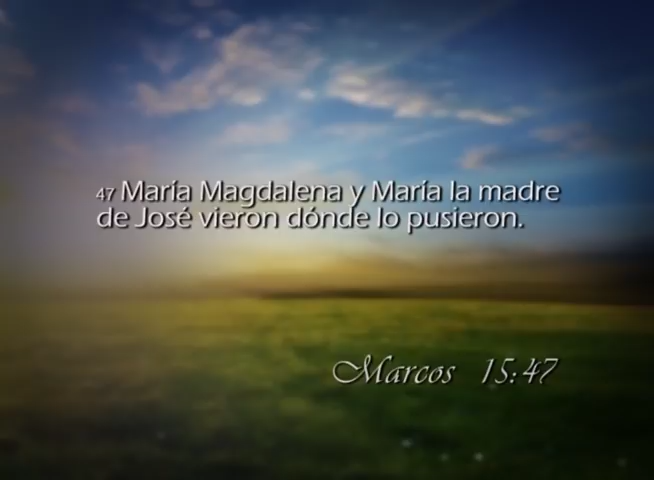 47 María Magdalena y María la madre
de José vieron dónde lo pusieron.
Marcos 15:47